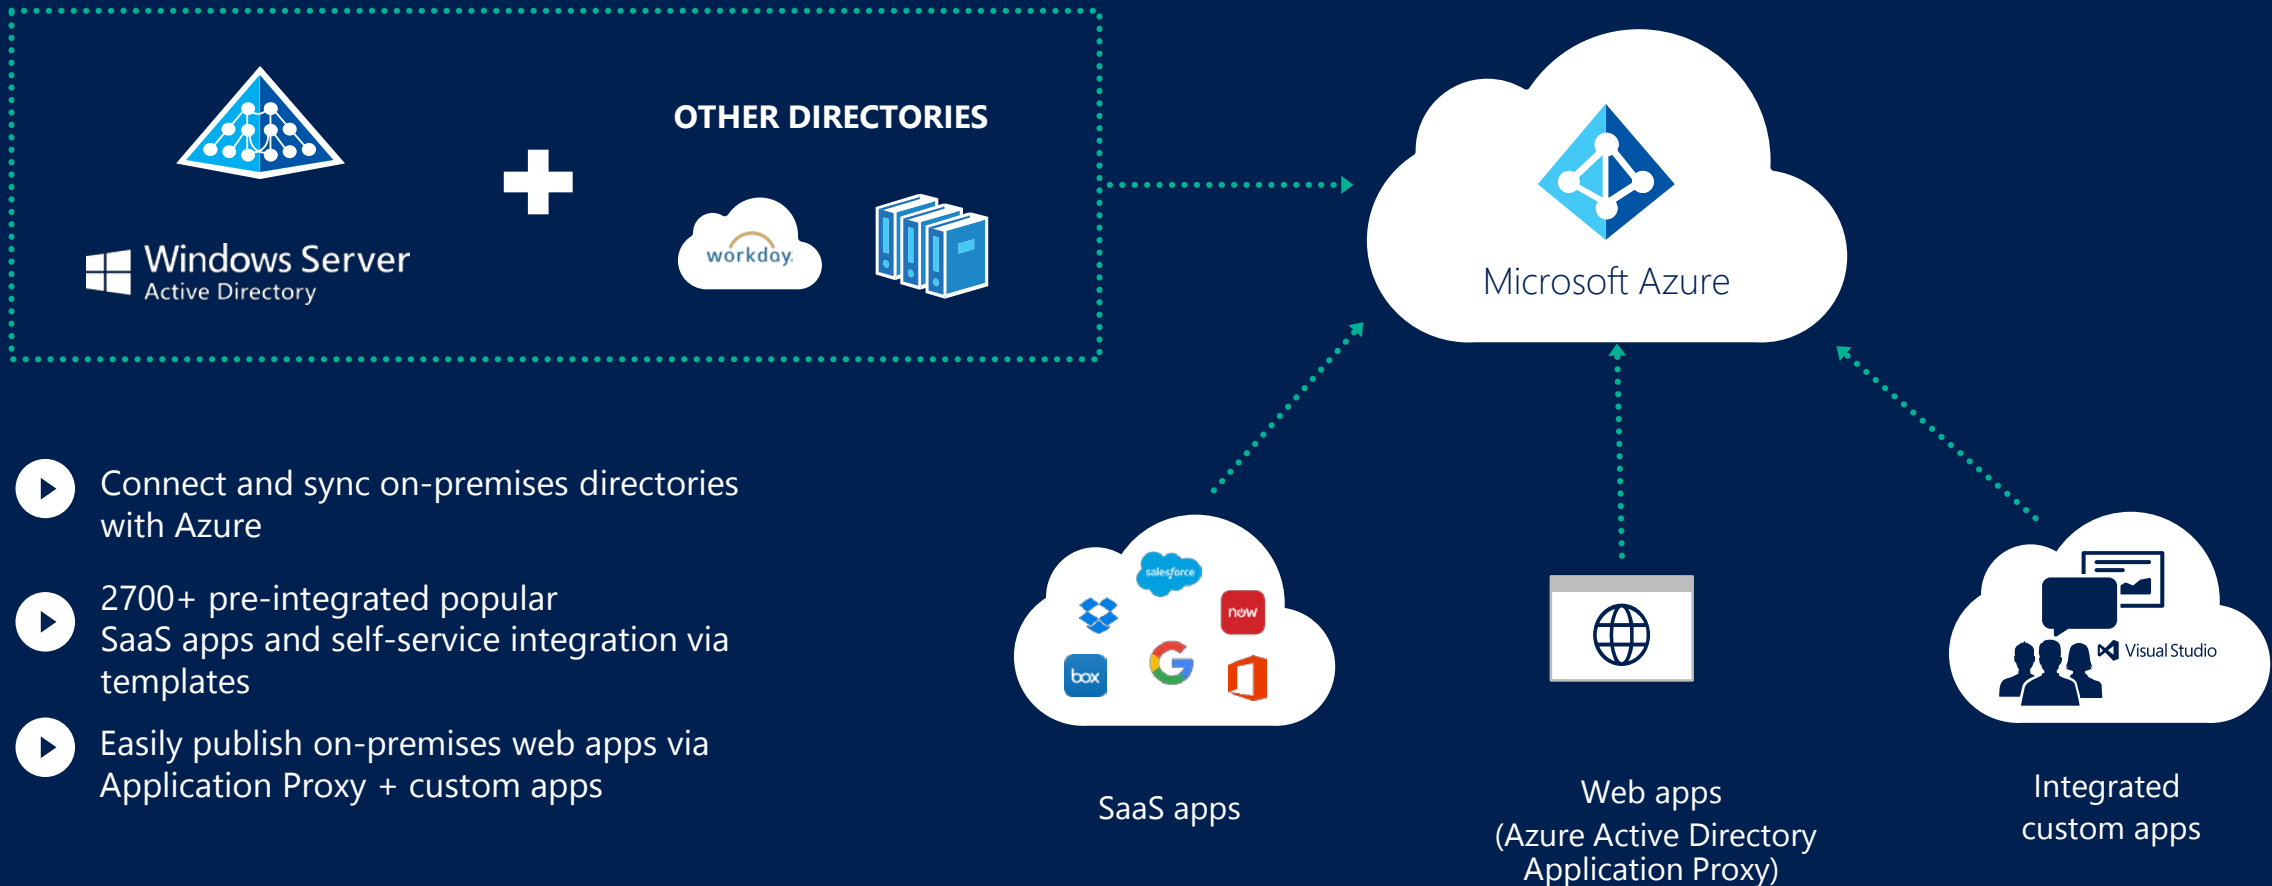 OTHER DIRECTORIES
Windows Server
Active Directory
workday.
Microsoft Azure
Connect and sync on-premises directories
with Azure
2700+ pre-integrated popular
SaaS apps and self-service integration via
templates
Easily publish on-premises web apps via
Application Proxy + custom apps
salesforce
now
box
SaaS apps
Web apps
(Azure Active Directory
Application Proxy)
Visual Studio
Integrated
custom apps